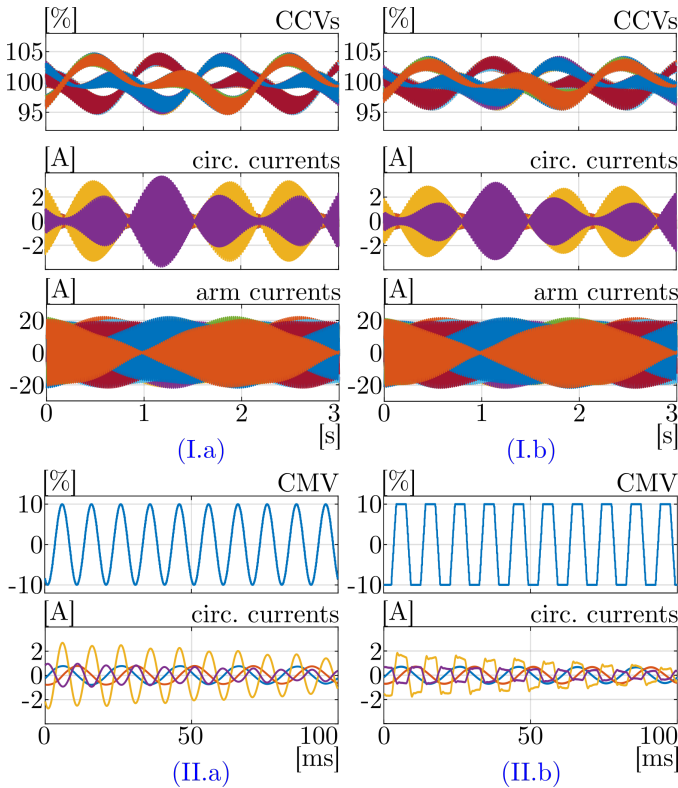 [%] CCVs [%] CCVs
105 105
100 100
95 95
[A] circ. currents [A] circ. currents
2 2
0 0
-2 -2
[A] arm currents [A] arm currents
20 20
0 0
-20 -20
0 1 2 3 0 1 2 3
[s] [s]
(I.a) (I.b)
[%] CMV [%] CMV
10 10
0 0
-10 -10
[A] circ. currents [A] circ. currents
2 2
0 0
-2 -2
0 50 100 0 50 100
[ms] [ms]
(II.a) (II.b)